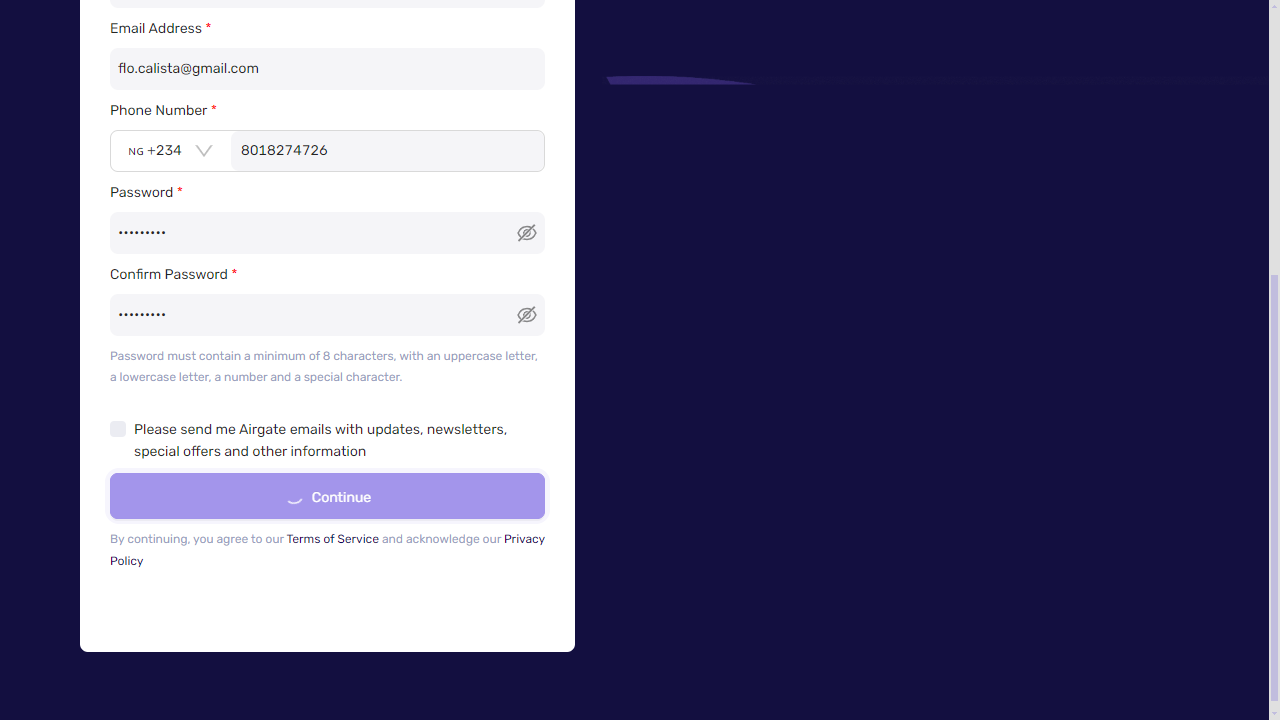 Email Address *
flo.calista@gmail.com
Phone Number *
NG +234 8018274726
Password *
•••••••••
Confirm Password *
•••••••••
Password must contain a minimum of 8 characters, with an uppercase letter,
a lowercase letter, a number and a special character.
Please send me Airgate emails with updates, newsletters,
special offers and other information
Continue
By continuing, you agree to our Terms of Service and acknowledge our Privacy
Policy